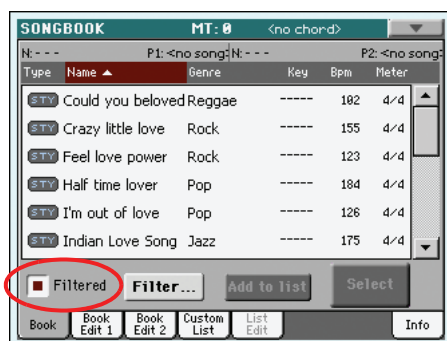 SONGBOOK MT: 0 <no chord>
N: - - - P1: <no song> N: - - - P2: <no song>
Type Name Genre Key Bpm Meter
STY Could you beloved Reggae ----- 102 4/4
STY Crazy little love Rock ----- 155 4/4
STY Feel love power Rock ----- 123 4/4
STY Half time lover Pop ----- 184 4/4
STY I'm out of love Pop ----- 126 4/4
STY Indian Love Song Jazz ----- 175 4/4
Filtered Filter... Add to list Select
Book Book Edit 1 Book Edit 2 Custom List List Edit Info